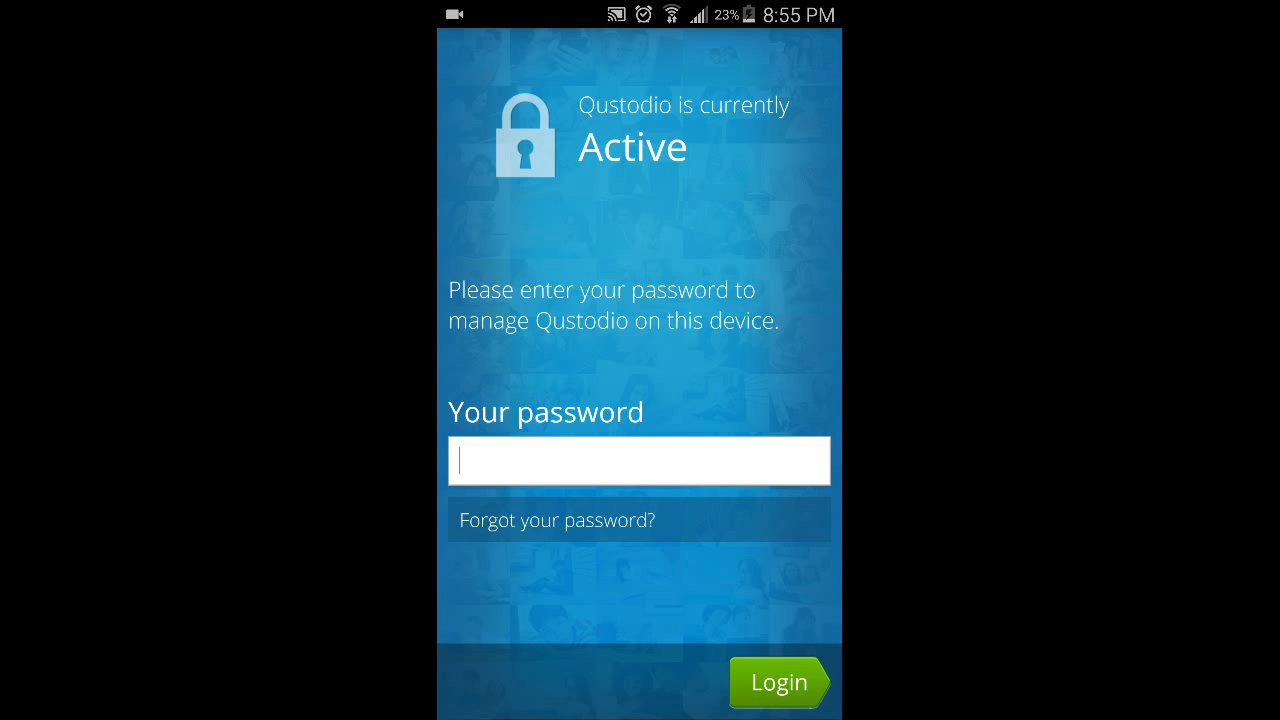 23% 8:55 PM
Qustodio is currently
Active
Please enter your password to
manage Qustodio on this device.
Your password
Forgot your password?
Login